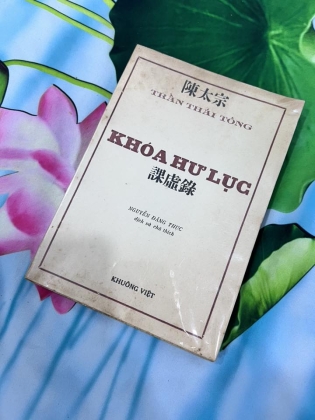 陳太宗
TRẦN THÁI TÔNG
KHÓA HƯ LỤC
課虛錄
NGUYỄN ĐĂNG THỤC
dịch và chú thích
KHUÔNG VIỆT